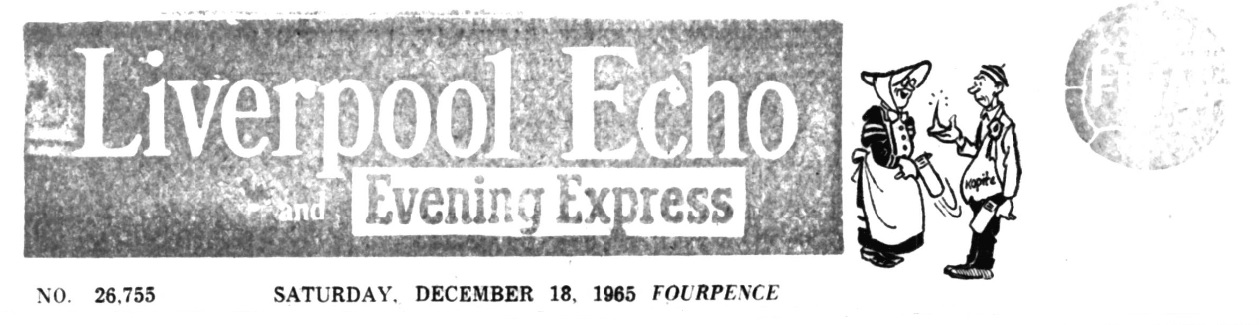 Liverpool Echo
and Evening Express
Kopite
NO. 26,755 SATURDAY, DECEMBER 18, 1965 FOURPENCE